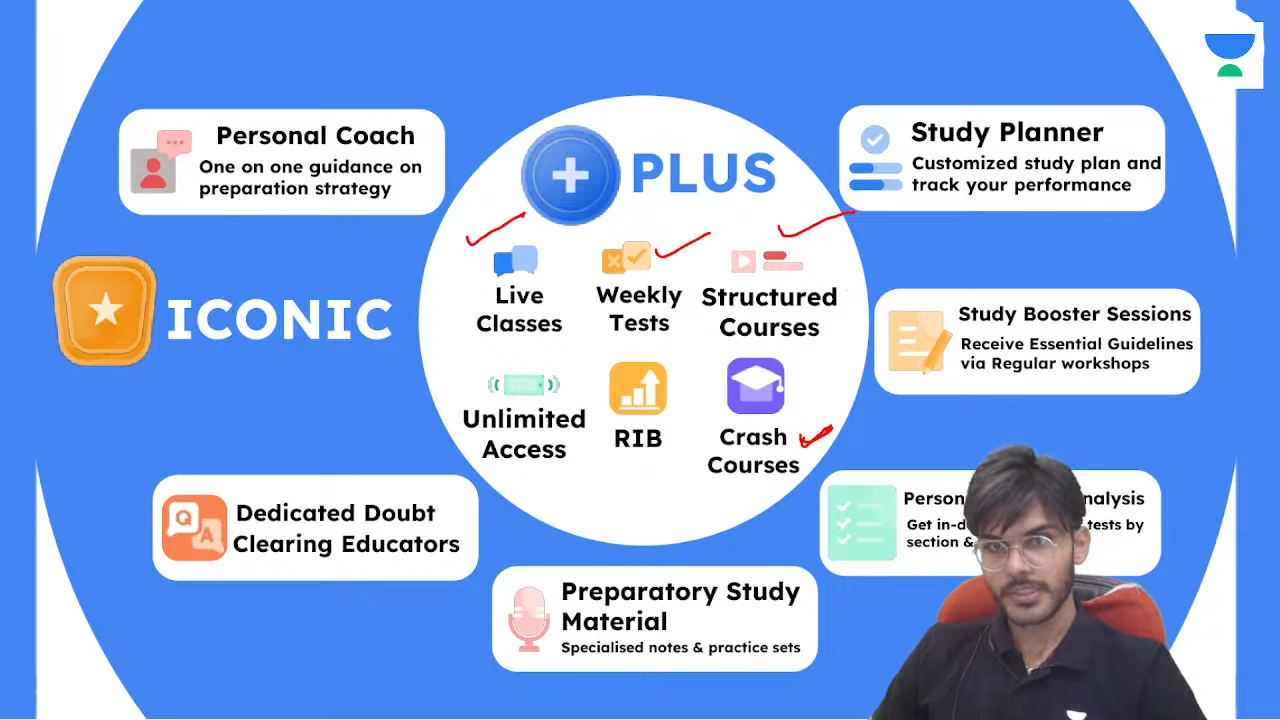 Personal Coach
One on one guidance on
preparation strategy
PLUS
Study Planner
Customized study plan and
track your performance
ICONIC
Live
Classes
Weekly
Tests
Structured
Courses
Study Booster Sessions
Receive Essential Guidelines
via Regular workshops
Unlimited
Access
RIB
Crash
Courses
Dedicated Doubt
Clearing Educators
Get
tests by
section &
Preparatory Study
Material
Specialised notes & practice sets